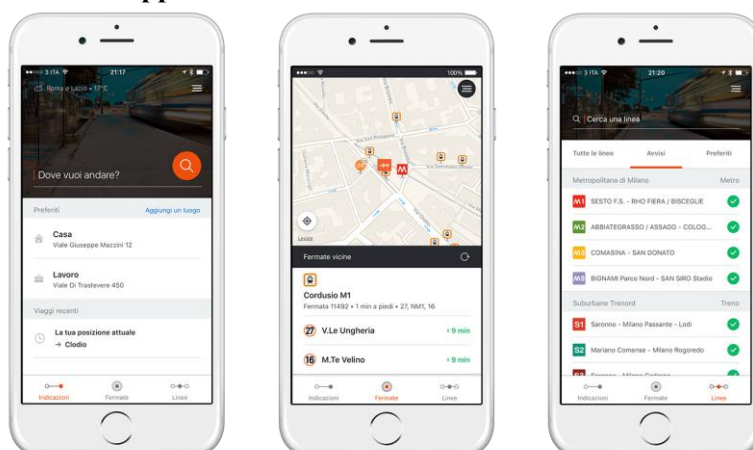 3 ITA
21:17
Roma e Lazio • 17°C
Dove vuoi andare?
Preferiti
Aggiungi un luogo
Casa
Viale Giuseppe Mazzini 12
Lavoro
Viale Di Trastevere 450
Viaggi recenti
La tua posizione attuale
→ Clodio
Indicazioni
Fermate
Linee
100%
M
Legale
Fermate vicine
Cordusio M1
Fermata 11492 • 1 min a piedi • 27, NM1, 16
27 V.Le Ungheria
9 min
16 M.Te Velino
9 min
Indicazioni
Fermate
Linee
3 ITA
21:20
Cerca una linea
Tutte le linee
Avvisi
Preferiti
Metropolitana di Milano
Metro
M1 SESTO F.S. - RHO FIERA / BISCEGLIE
M2 ABBIATEGRASSO / ASSAGO - COLOG...
M3 COMASINA - SAN DONATO
M5 BIGNAMI Parco Nord - SAN SIRO Stadio
Suburbane Trenord
Treno
S1 Saronno - Milano Passante - Lodi
S2 Mariano Comense - Milano Rogoredo
Indicazioni
Fermate
Linee